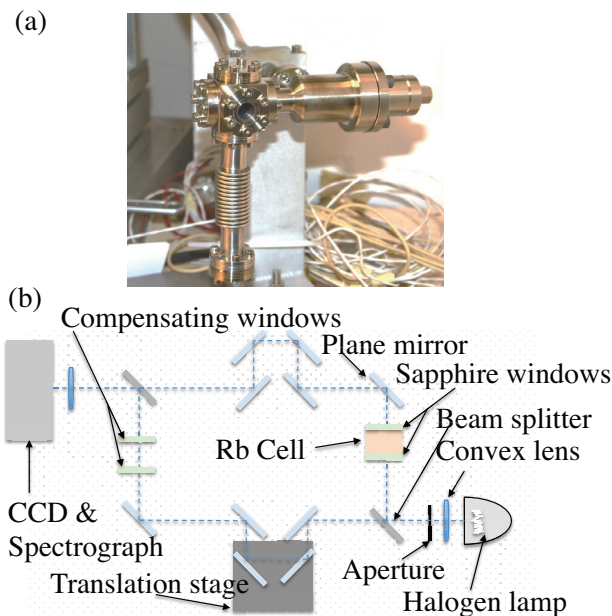 (a)
(b)
Compensating windows
Plane mirror
Sapphire windows
Beam splitter
Rb Cell
Convex lens
CCD &
Spectrograph
Translation stage
Aperture
Halogen lamp